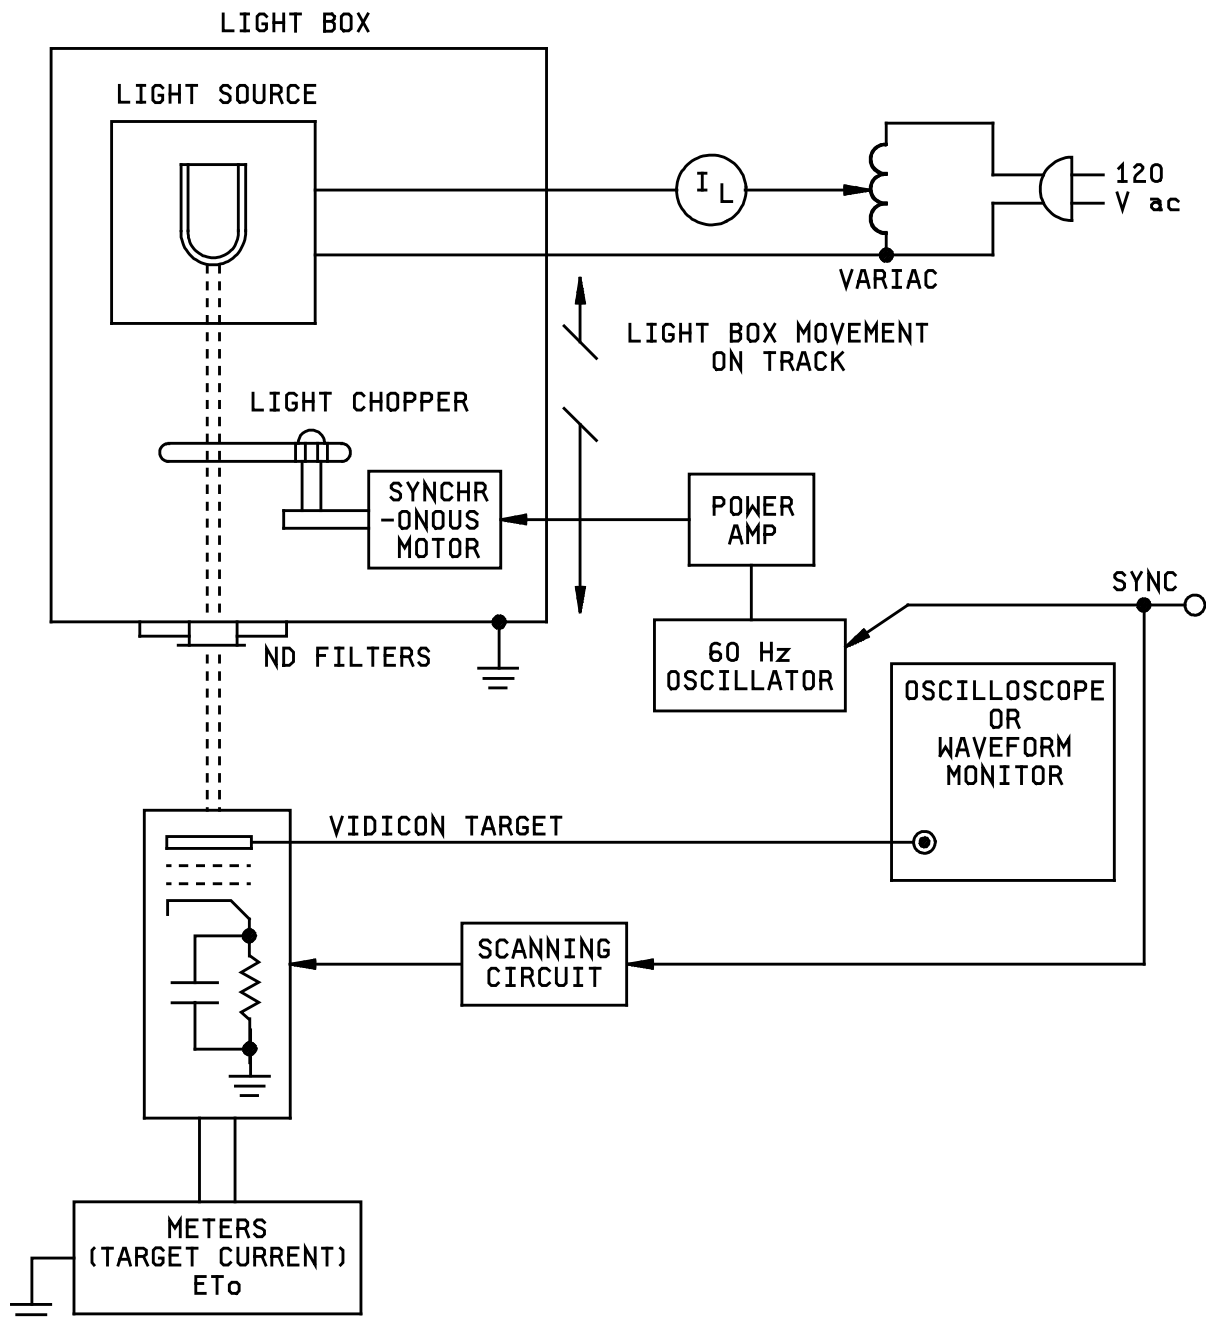 LIGHT BOX
LIGHT SOURCE
I L
120
V ac
VARIAC
LIGHT BOX MOVEMENT
ON TRACK
LIGHT CHOPPER
SYNCHR
-ONOUS
MOTOR
POWER
AMP
SYNC
60 Hz
OSCILLATOR
ND FILTERS
OSCILLOSCOPE
OR
WAVEFORM
MONITOR
VIDICON TARGET
SCANNING
CIRCUIT
METERS
(TARGET CURRENT)
ETo